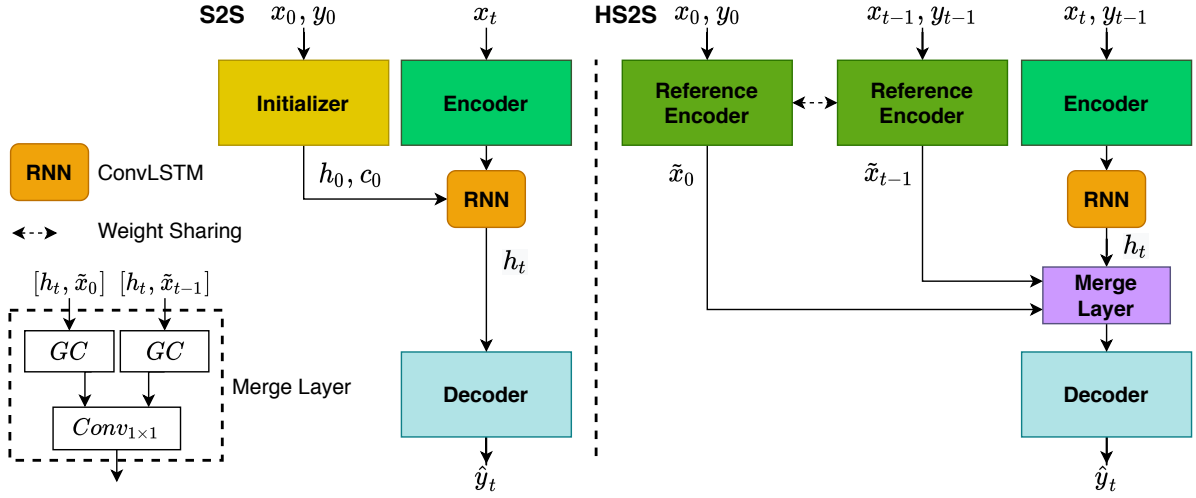 S2S
x_0, y_0
x_t
Initializer
Encoder
RNN
ConvLSTM
h_0, c_0
RNN
Weight Sharing
h_t
[h_t, x̃_0]
[h_t, x̃_{t−1}]
GC
GC
Merge Layer
Conv_{1×1}
Decoder
ŷ_t
HS2S
x_0, y_0
x_{t−1}, y_{t−1}
x_t, y_{t−1}
Reference
Encoder
Reference
Encoder
Encoder
x̃_0
x̃_{t−1}
RNN
h_t
Merge
Layer
Decoder
ŷ_t